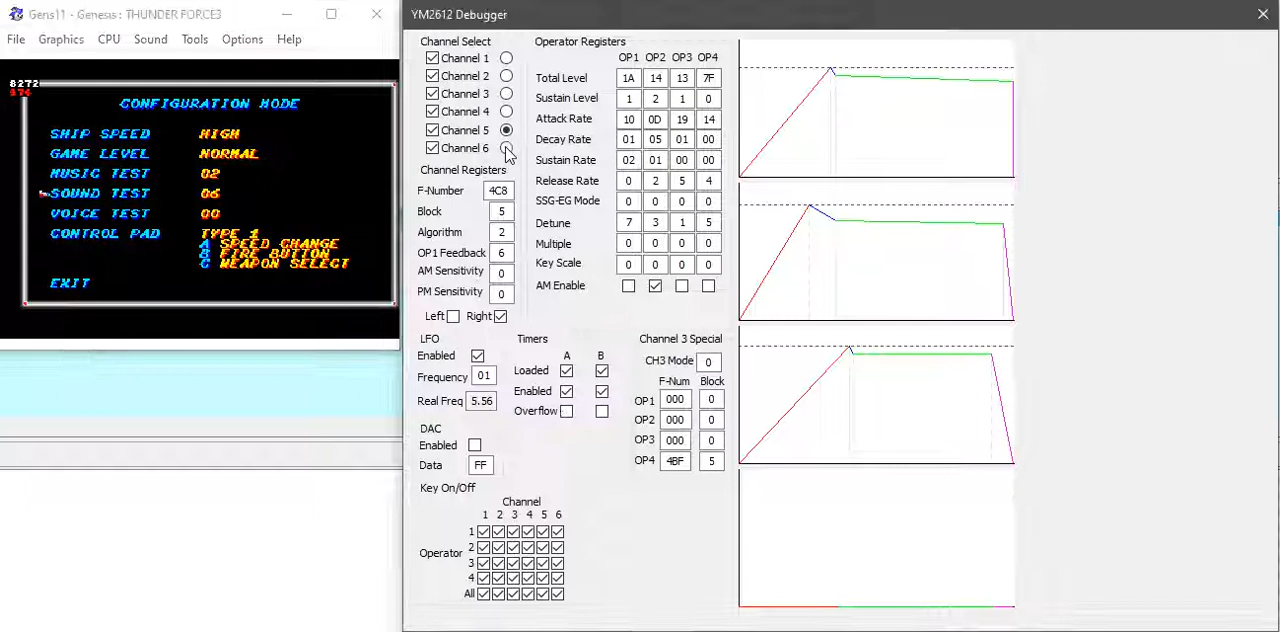 Gens11 - Genesis : THUNDER FORCE3
File Graphics CPU Sound Tools Options Help
8272
CONFIGURATION MODE
SHIP SPEED HIGH
GAME LEVEL NORMAL
MUSIC TEST 02
SOUND TEST 06
VOICE TEST 00
CONTROL PAD TYPE 1
A SPEED CHANGE
B FIRE BUTTON
C WEAPON SELECT
EXIT
YM2612 Debugger
Channel Select
Channel 1
Channel 2
Channel 3
Channel 4
Channel 5
Channel 6
Channel Registers
F-Number 4C8
Block 5
Algorithm 2
OP1 Feedback 6
AM Sensitivity 0
PM Sensitivity 0
Left Right
Operator Registers
OP1 OP2 OP3 OP4
Total Level 1A 14 13 7F
Sustain Level 1 2 1 0
Attack Rate 10 0D 19 14
Decay Rate 01 05 01 00
Sustain Rate 02 01 00 00
Release Rate 0 2 5 4
SSG-EG Mode 0 0 0 0
Detune 7 3 1 5
Multiple 0 0 0 0
Key Scale 0 0 0 0
AM Enable
LFO
Enabled
Frequency 01
Real Freq 5.56
Timers
A B
Loaded
Enabled
Overflow
Channel 3 Special
CH3 Mode 0
F-Num Block
OP1 000 0
OP2 000 0
OP3 000 0
OP4 4BF 5
DAC
Enabled
Data FF
Key On/Off
Channel
1 2 3 4 5 6
Operator
1
2
3
4
All